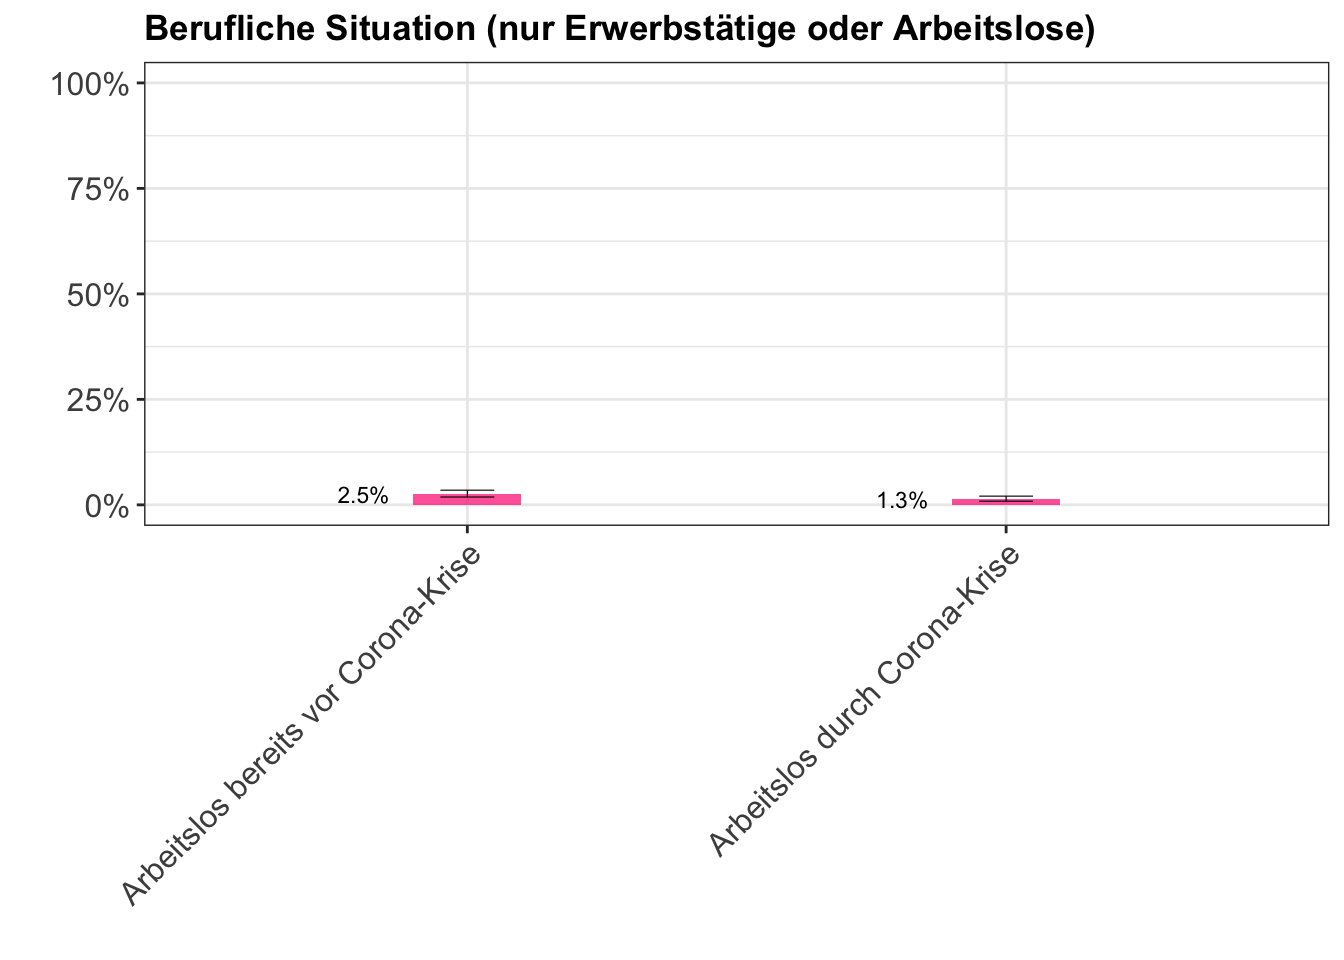 Berufliche Situation (nur Erwerbstätige oder Arbeitslose)
100%
75%
50%
25%
0%
2.5%
1.3%
Arbeitslos bereits vor Corona-Krise
Arbeitslos durch Corona-Krise